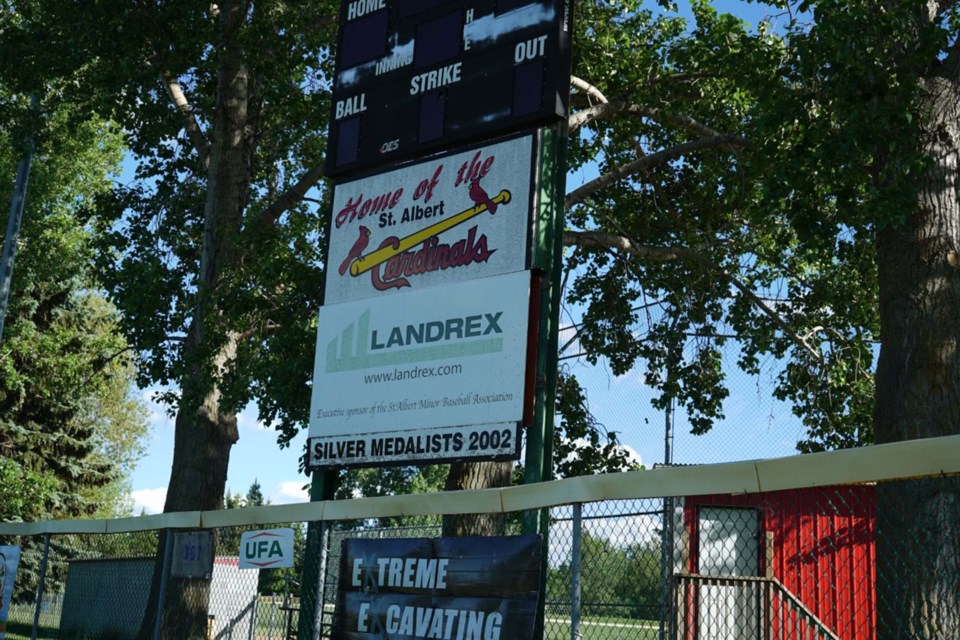 HOME
H
INNING
E
BALL
STRIKE
OUT
Home of the
St. Albert
Cardinals
LANDREX
www.landrex.com
Executive sponsor of the St.Albert Minor Baseball Association
SILVER MEDALISTS 2002
367
UFA
EXTREME
EXCAVATING